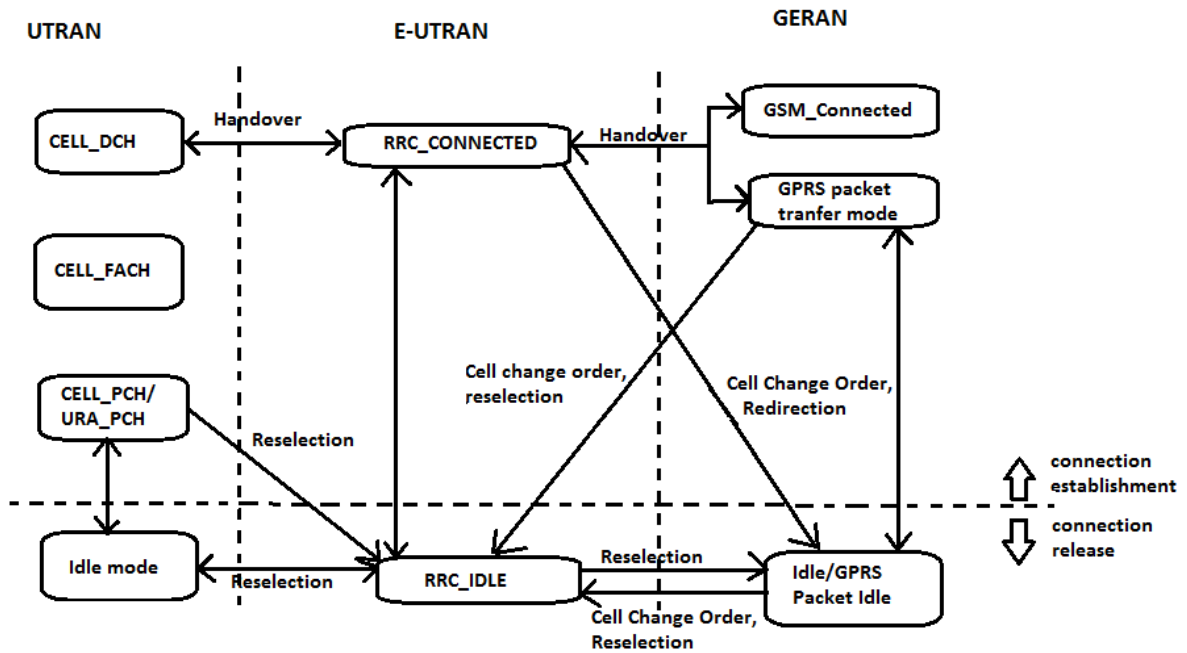 UTRAN
E-UTRAN
GERAN
CELL_DCH
Handover
RRC_CONNECTED
Handover
GSM_Connected
GPRS packet
tranfer mode
CELL_FACH
CELL_PCH/
URA_PCH
Reselection
Cell change order,
reselection
Cell Change Order,
Redirection
connection
establishment
connection
release
Idle mode
Reselection
RRC_IDLE
Reselection
Cell Change Order,
Reselection
Idle/GPRS
Packet Idle